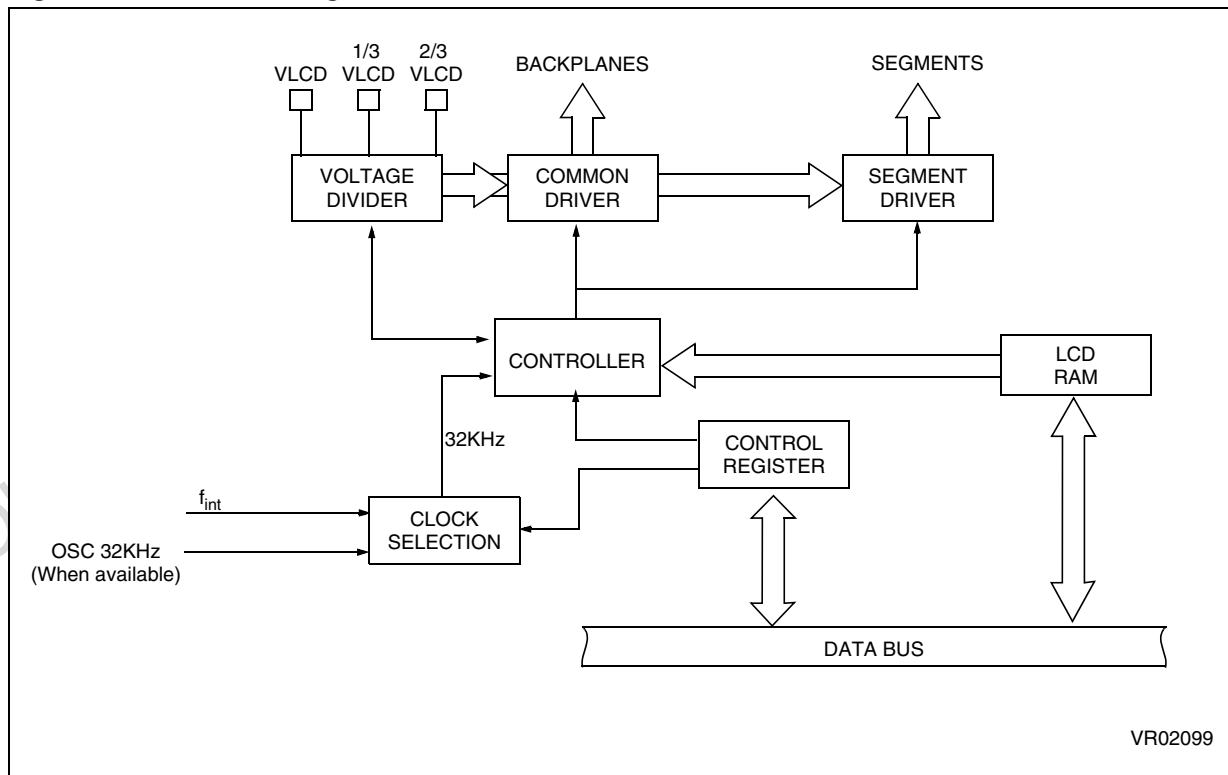 VLCD
1/3
VLCD
2/3
VLCD
BACKPLANES
SEGMENTS
VOLTAGE
DIVIDER
COMMON
DRIVER
SEGMENT
DRIVER
CONTROLLER
LCD
RAM
32KHz
CONTROL
REGISTER
fint
CLOCK
SELECTION
OSC 32KHz
(When available)
DATA BUS
VR02099